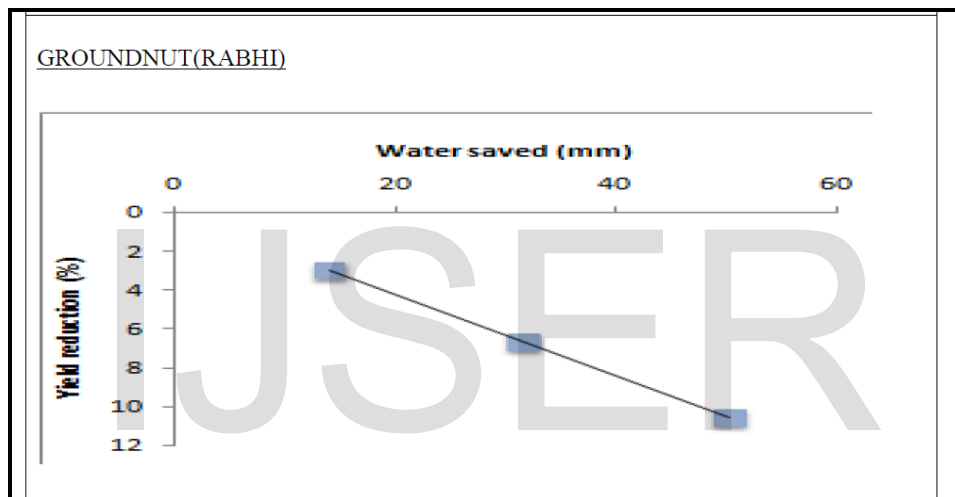 GROUNDNUT(RABHI)
Water saved (mm)
0 20 40 60
Yield reduction (%)
0
2
4
6
8
10
12
IJSER